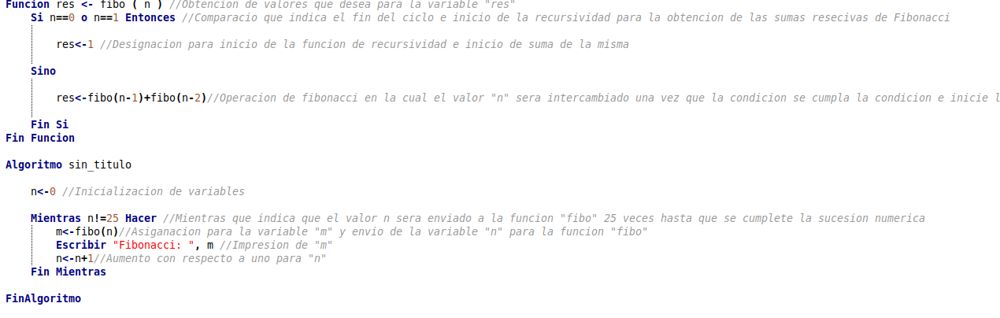 Funcion res <- fibo ( n ) //Obtencion de valores que desea para la variable "res"
Si n==0 o n==1 Entonces //Comparacio que indica el fin del ciclo e inicio de la recursividad para la obtencion de las sumas resecivas de Fibonacci
res<-1 //Designacion para inicio de la funcion de recursividad e inicio de suma de la misma
Sino
res<-fibo(n-1)+fibo(n-2)//Operacion de fibonacci en la cual el valor "n" sera intercambiado una vez que la condicion se cumpla la condicion e inicie l
Fin Si
Fin Funcion
Algoritmo sin_titulo
n<-0 //Inicializacion de variables
Mientras n!=25 Hacer //Mientras que indica que el valor n sera enviado a la funcion "fibo" 25 veces hasta que se cumplete la sucesion numerica
m<-fibo(n)//Asiganacion para la variable "m" y envio de la variable "n" para la funcion "fibo"
Escribir "Fibonacci: ", m //Impresion de "m"
n<-n+1//Aumento con respecto a uno para "n"
Fin Mientras
FinAlgoritmo